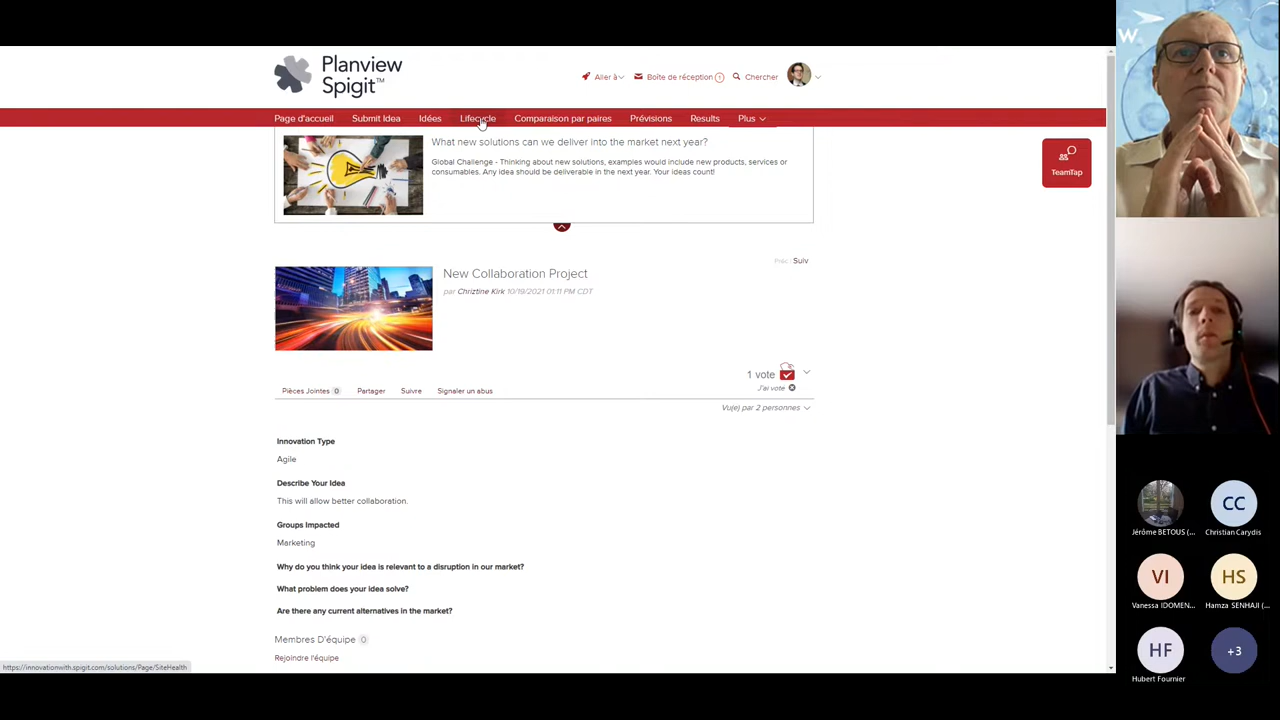 Planview
Spigit™
Aller à
Boîte de réception 1
Chercher
Page d'accueil
Submit Idea
Idées
Lifecycle
Comparaison par paires
Prévisions
Results
Plus
What new solutions can we deliver into the market next year?
Global Challenge - Thinking about new solutions, examples would include new products, services or
consumables. Any idea should be deliverable in the next year. Your ideas count!
TeamTap
Préc Suiv
New Collaboration Project
par Chriztine Kirk 10/19/2021 01:11 PM CDT
1 vote
J'ai voté
Pièces Jointes 0
Partager
Suivre
Signaler un abus
Vu(e) par 2 personnes
Innovation Type
Agile
Describe Your Idea
This will allow better collaboration.
Groups Impacted
Marketing
Why do you think your idea is relevant to a disruption in our market?
What problem does your idea solve?
Are there any current alternatives in the market?
Membres D'équipe 0
Rejoindre l'équipe
https://innovationwith.spigit.com/solutions/Page/SiteHealth
Jérôme BETOUS (...
CC
Christian Carydis
VI
Vanessa IDOMEN...
HS
Hamza SENHAJI (...
HF
Hubert Fournier
+3